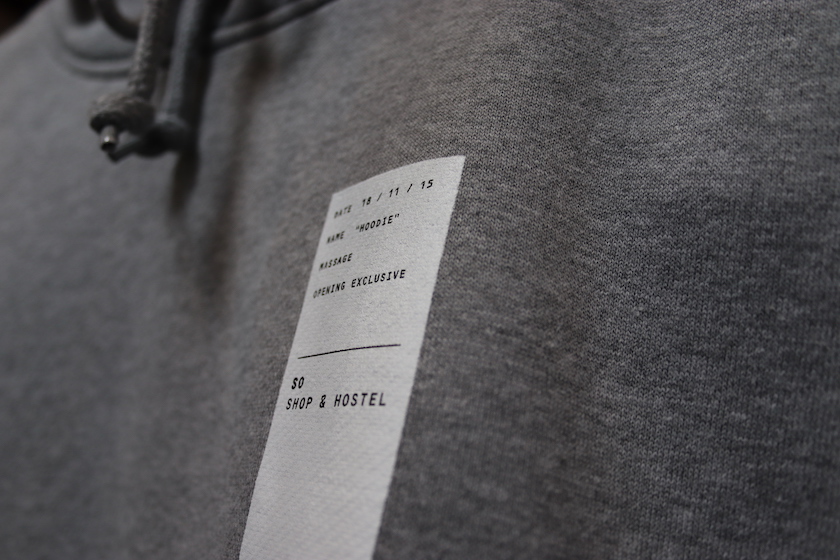 DATE 18 / 11 / 15
NAME "HOODIE"
MASSAGE
OPENING EXCLUSIVE
SO
SHOP & HOSTEL